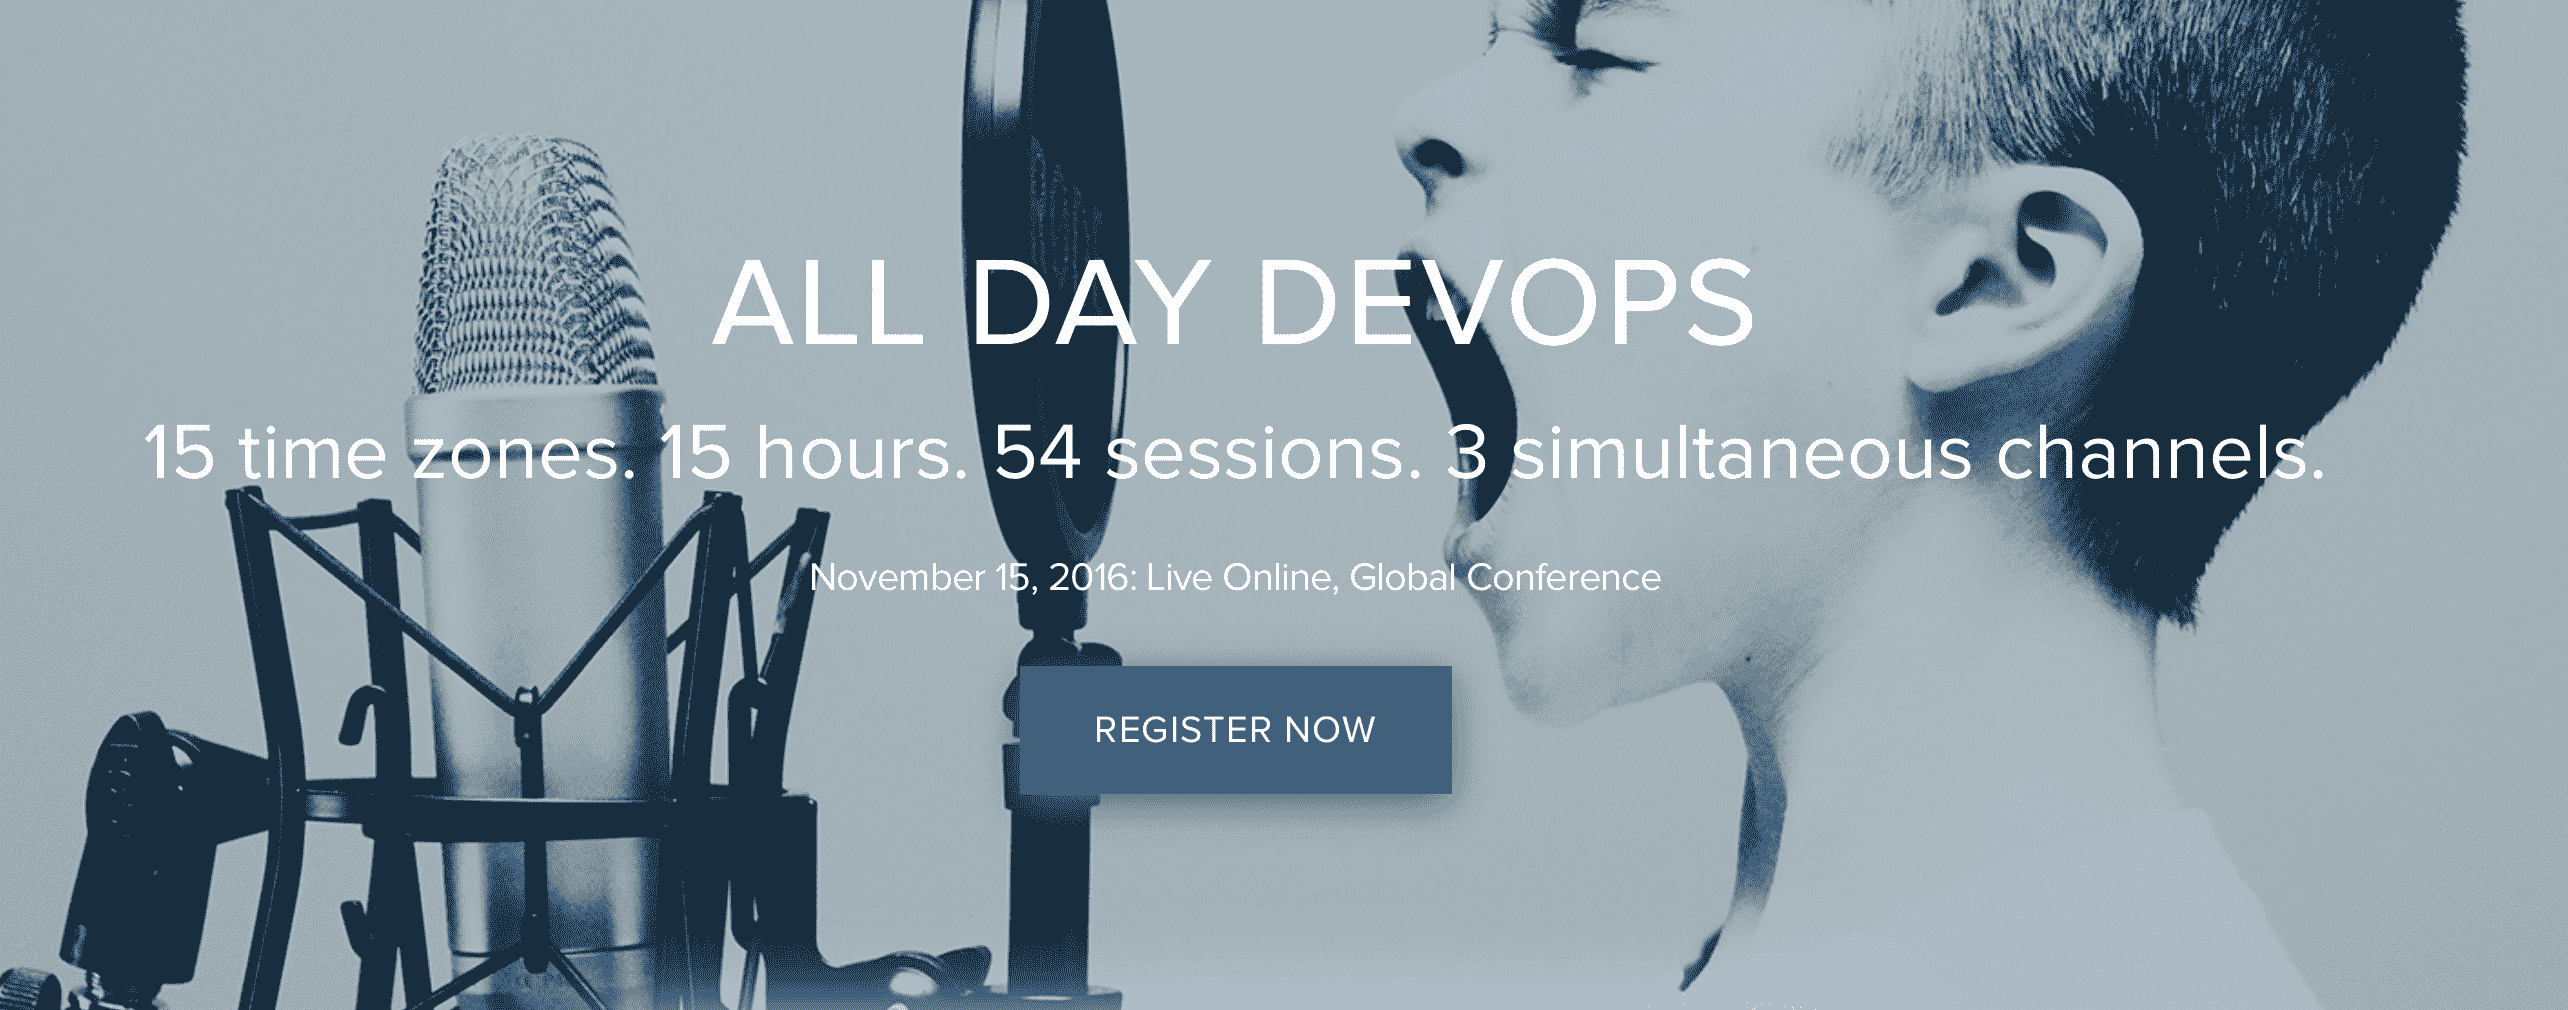 ALL DAY DEVOPS
15 time zones. 15 hours. 54 sessions. 3 simultaneous channels.
November 15, 2016: Live Online, Global Conference
REGISTER NOW